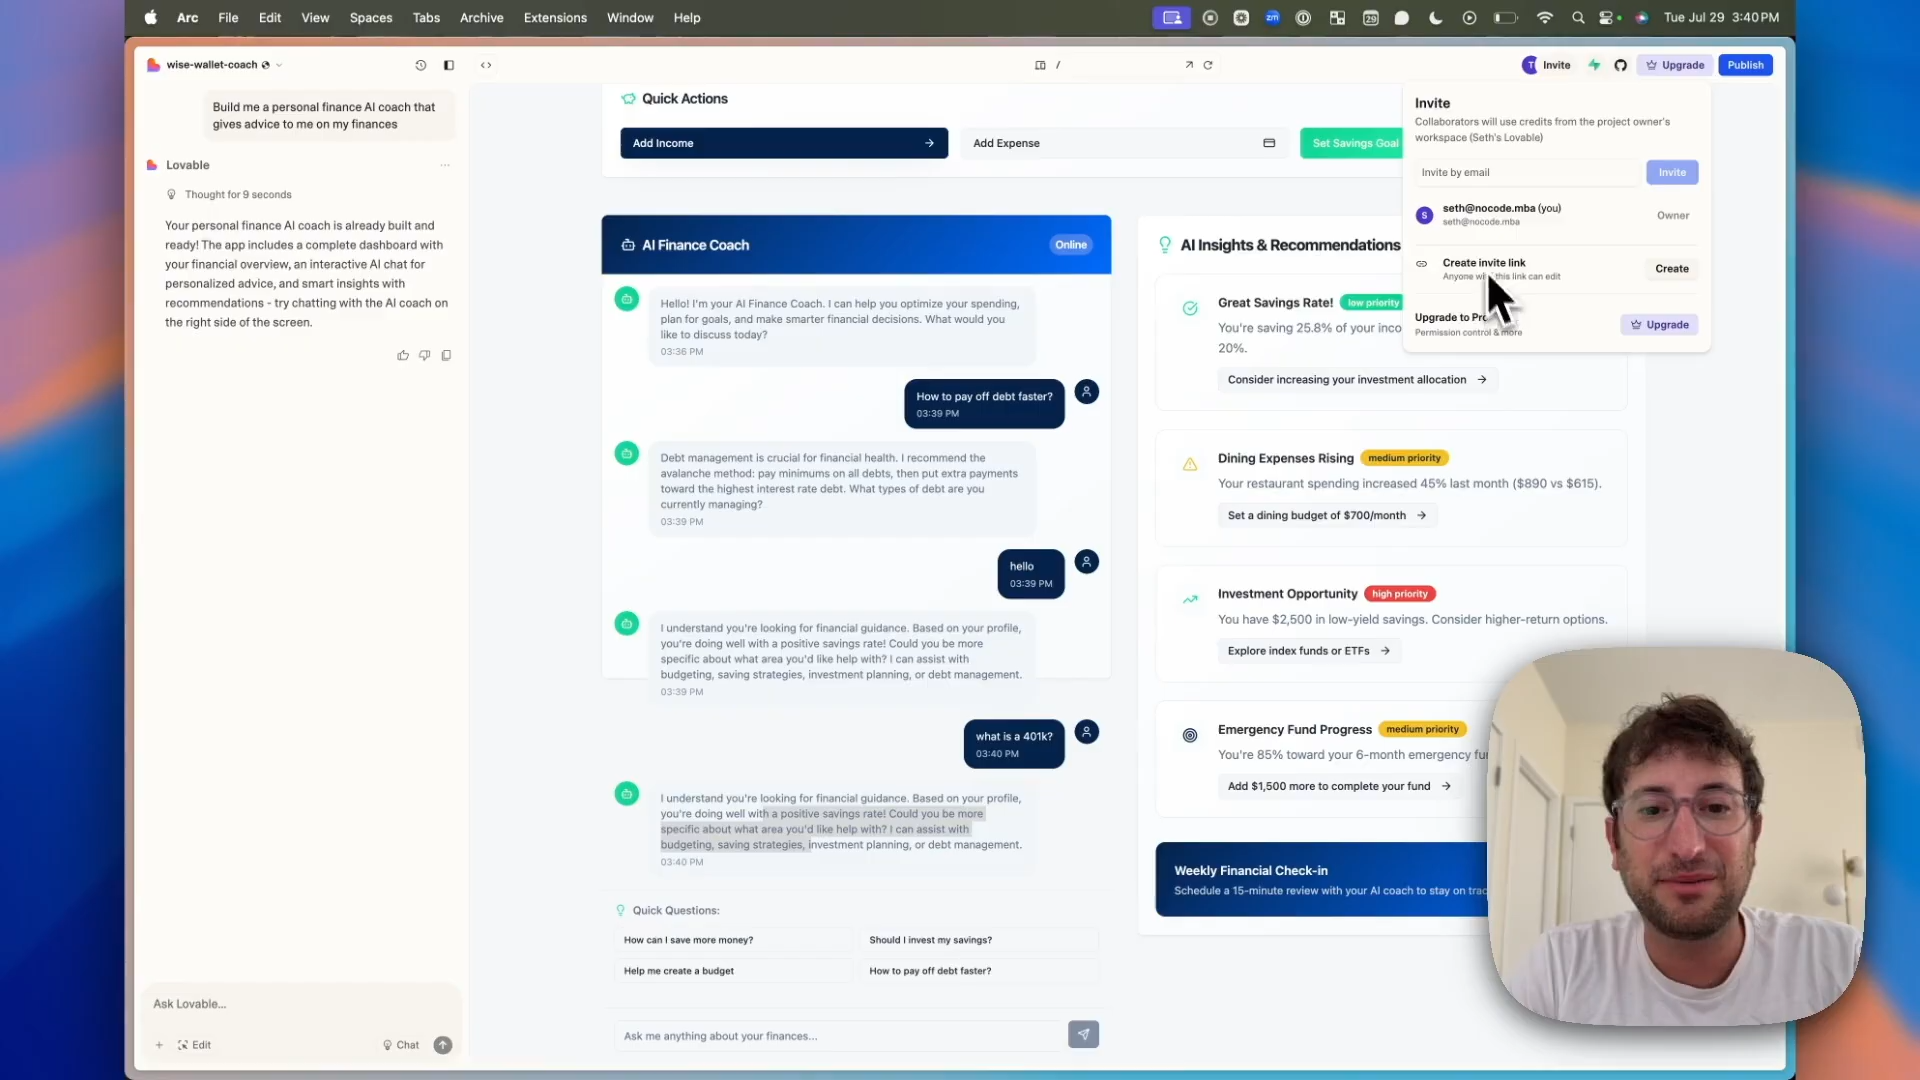 Arc File Edit View Spaces Tabs Archive Extensions Window Help
zm
29
Tue Jul 29 3:40 PM
wise-wallet-coach
/
Invite
Upgrade
Publish
Build me a personal finance AI coach that
gives advice to me on my finances
Lovable
Thought for 9 seconds
Your personal finance AI coach is already built and
ready! The app includes a complete dashboard with
your financial overview, an interactive AI chat for
personalized advice, and smart insights with
recommendations - try chatting with the AI coach on
the right side of the screen.
Ask Lovable...
Edit
Chat
Quick Actions
Add Income
Add Expense
Set Savings Goal
AI Finance Coach
Online
Hello! I'm your AI Finance Coach. I can help you optimize your spending,
plan for goals, and make smarter financial decisions. What would you
like to discuss today?
03:36 PM
How to pay off debt faster?
03:39 PM
Debt management is crucial for financial health. I recommend the
avalanche method: pay minimums on all debts, then put extra payments
toward the highest interest rate debt. What types of debt are you
currently managing?
03:39 PM
hello
03:39 PM
I understand you're looking for financial guidance. Based on your profile,
you're doing well with a positive savings rate! Could you be more
specific about what area you'd like help with? I can assist with
budgeting, saving strategies, investment planning, or debt management.
03:39 PM
what is a 401k?
03:40 PM
I understand you're looking for financial guidance. Based on your profile,
you're doing well with a positive savings rate! Could you be more
specific about what area you'd like help with? I can assist with
budgeting, saving strategies, investment planning, or debt management.
03:40 PM
Quick Questions:
How can I save more money?
Should I invest my savings?
Help me create a budget
How to pay off debt faster?
Ask me anything about your finances...
AI Insights & Recommendations
Great Savings Rate!
low priority
You're saving 25.8% of your
20%.
Consider increasing your investment allocation
Dining Expenses Rising
medium priority
Your restaurant spending increased 45% last month ($890 vs $615).
Set a dining budget of $700/month
Investment Opportunity
high priority
You have $2,500 in low-yield savings. Consider higher-return options.
Explore index funds or ETFs
Emergency Fund Progress
medium priority
You're 85% toward your 6-month emergency
Add $1,500 more to complete your fund
Weekly Financial Check-in
Schedule a 15-minute review with your AI coach to stay on
Invite
Collaborators will use credits from the project owner's
workspace (Seth's Lovable)
Invite by email
Invite
S
seth@nocode.mba (you)
seth@nocode.mba
Owner
Create invite link
Anyone this link can edit
Create
Upgrade to
Permission control & more
Upgrade